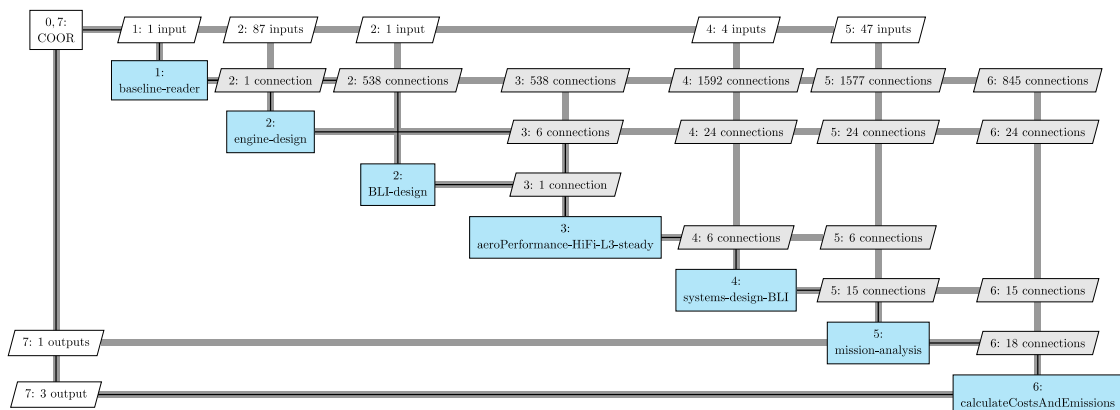 0, 7:
COOR
1: 1 input
2: 87 inputs
2: 1 input
4: 4 inputs
5: 47 inputs
1:
baseline-reader
2: 1 connection
2: 538 connections
3: 538 connections
4: 1592 connections
5: 1577 connections
6: 845 connections
2:
engine-design
3: 6 connections
4: 24 connections
5: 24 connections
6: 24 connections
2:
BLI-design
3: 1 connection
3:
aeroPerformance-HiFi-L3-steady
4: 6 connections
5: 6 connections
4:
systems-design-BLI
5: 15 connections
6: 15 connections
7: 1 outputs
5:
mission-analysis
6: 18 connections
7: 3 output
6:
calculateCostsAndEmissions